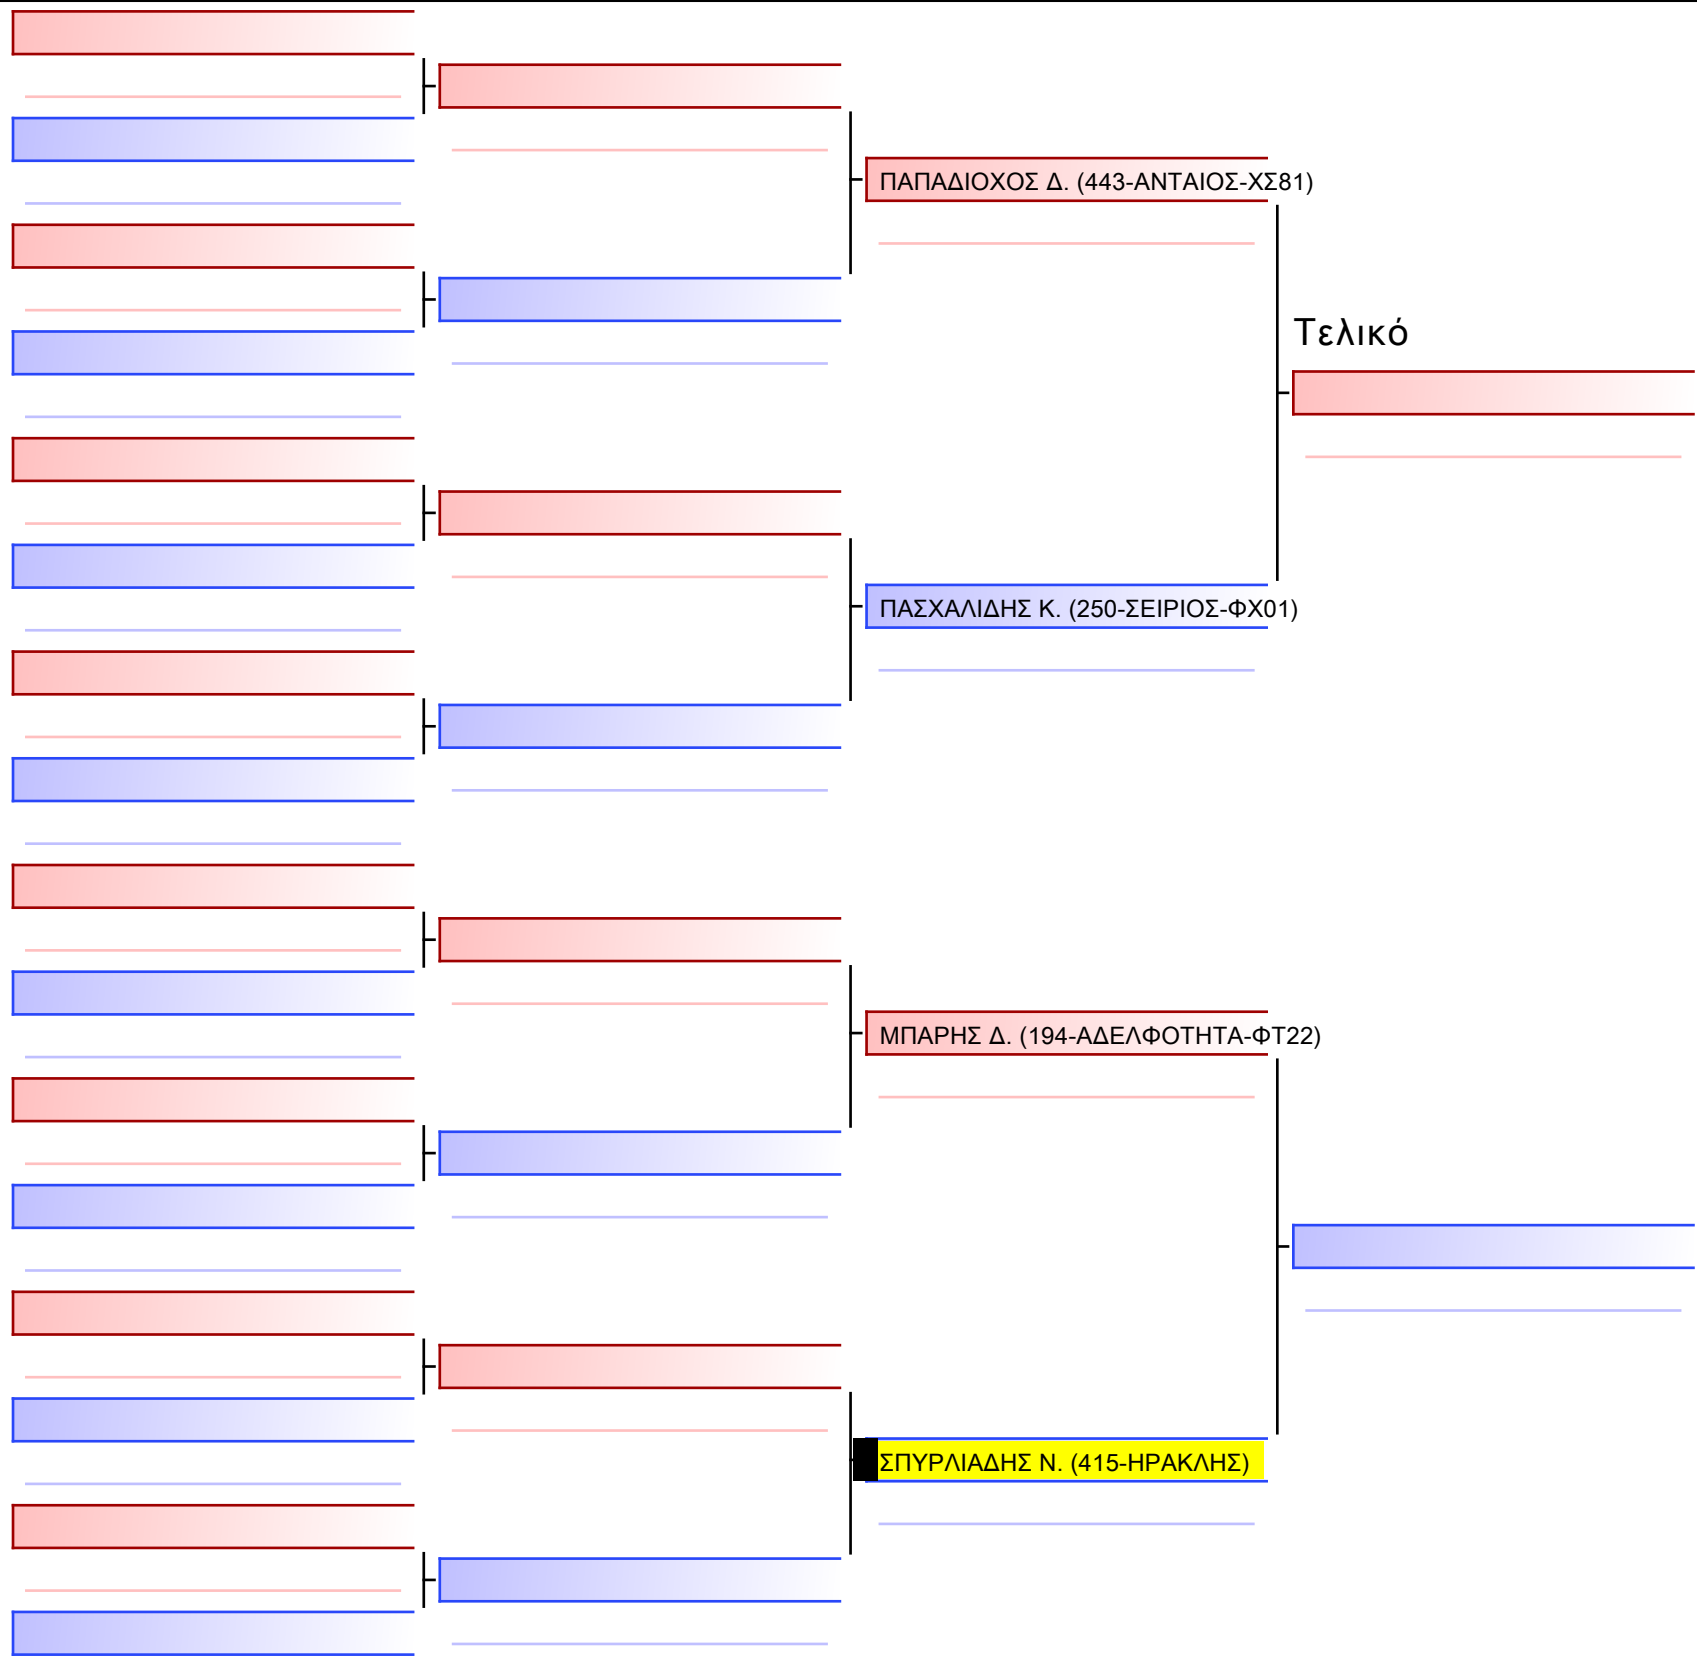 ΠΑΠΑΔΙΟΧΟΣ Δ. (443-ΑΝΤΑΙΟΣ-ΧΣ81)
Τελικό
ΠΑΣΧΑΛΙΔΗΣ Κ. (250-ΣΕΙΡΙΟΣ-ΦΧ01)
ΜΠΑΡΗΣ Δ. (194-ΑΔΕΛΦΟΤΗΤΑ-ΦΤ22)
ΣΠΥΡΛΙΑΔΗΣ Ν. (415-ΗΡΑΚΛΗΣ)